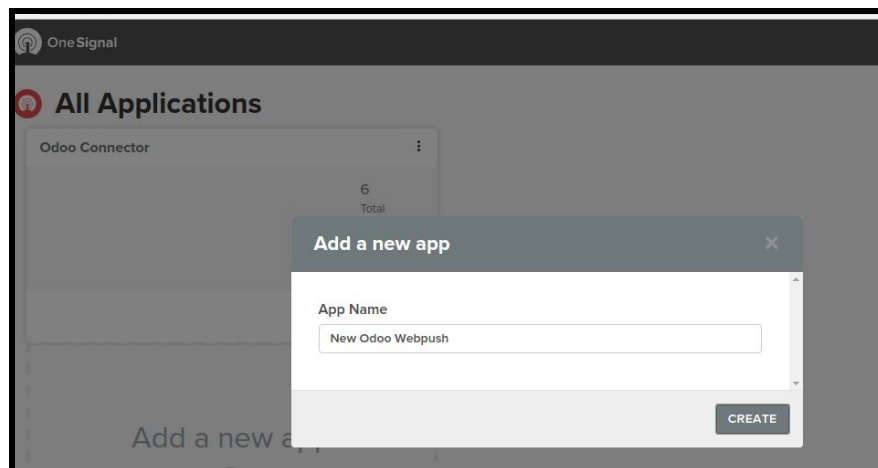 OneSignal
All Applications
Odoo Connector
6
Total
Add a new app
App Name
New Odoo Webpush
CREATE
Add a new